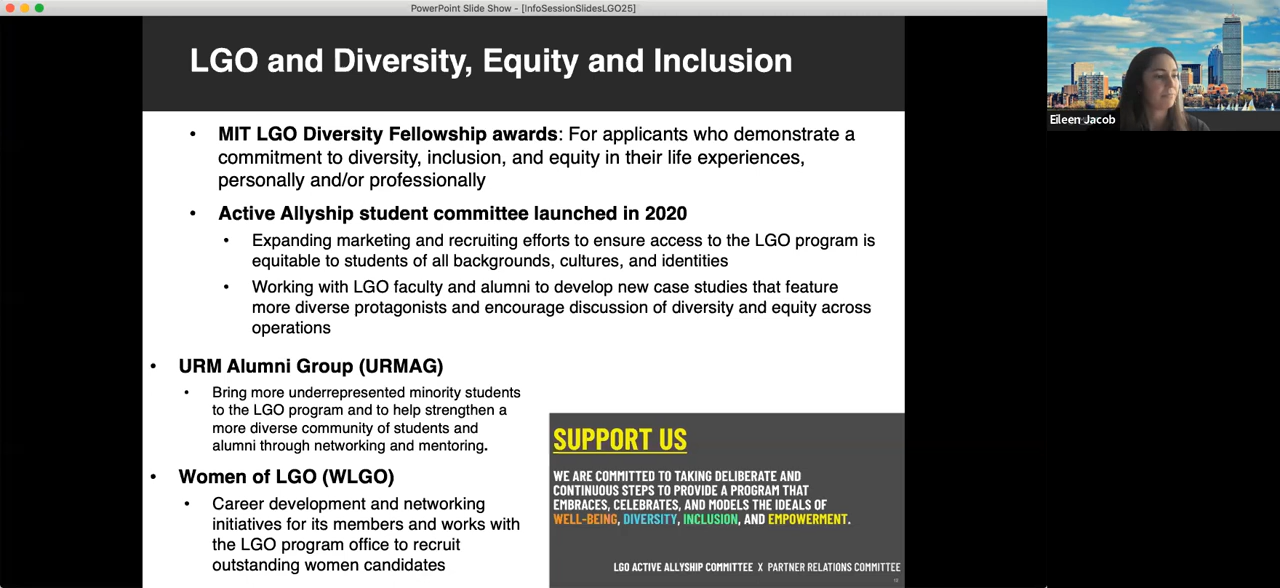 PowerPoint Slide Show - [InfoSessionSlidesLGO25]
Eileen Jacob
LGO and Diversity, Equity and Inclusion
• MIT LGO Diversity Fellowship awards: For applicants who demonstrate a
commitment to diversity, inclusion, and equity in their life experiences,
personally and/or professionally
• Active Allyship student committee launched in 2020
• Expanding marketing and recruiting efforts to ensure access to the LGO program is
equitable to students of all backgrounds, cultures, and identities
• Working with LGO faculty and alumni to develop new case studies that feature
more diverse protagonists and encourage discussion of diversity and equity across
operations
• URM Alumni Group (URMAG)
• Bring more underrepresented minority students
to the LGO program and to help strengthen a
more diverse community of students and
alumni through networking and mentoring.
• Women of LGO (WLGO)
• Career development and networking
initiatives for its members and works with
the LGO program office to recruit
outstanding women candidates
SUPPORT US
WE ARE COMMITTED TO TAKING DELIBERATE AND
CONTINUOUS STEPS TO PROVIDE A PROGRAM THAT
EMBRACES, CELEBRATES, AND MODELS THE IDEALS OF
WELL-BEING, DIVERSITY, INCLUSION, AND EMPOWERMENT.
LGO ACTIVE ALLYSHIP COMMITTEE X PARTNER RELATIONS COMMITTEE